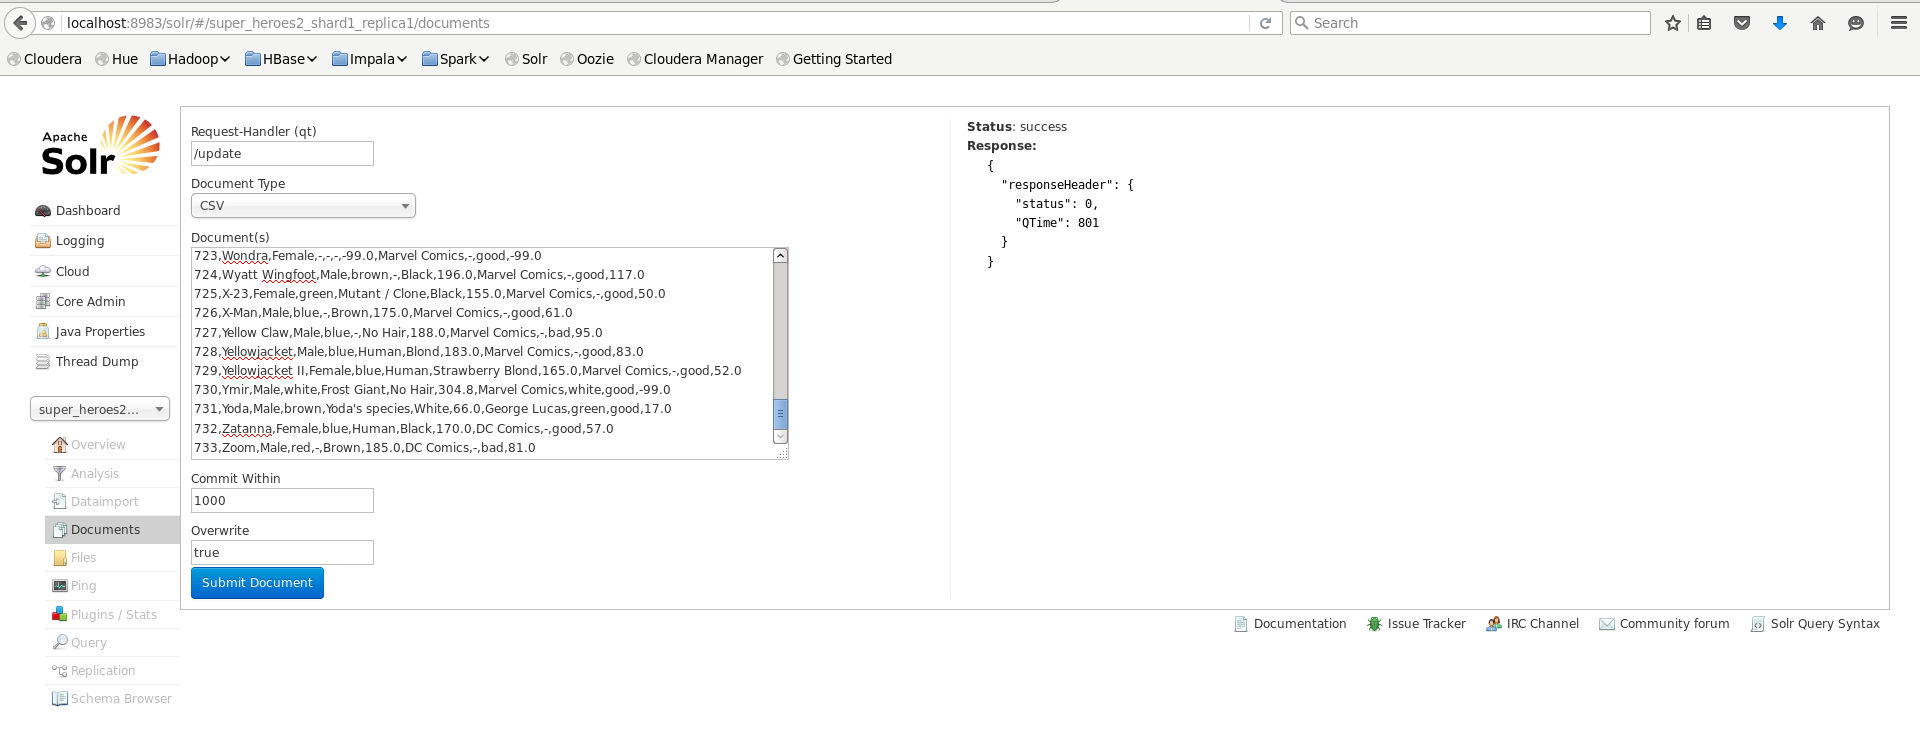 localhost:8983/solr/#/super_heroes2_shard1_replica1/documents
Search
Cloudera Hue Hadoop HBase Impala Spark Solr Oozie Cloudera Manager Getting Started
Apache
Solr
Dashboard
Logging
Cloud
Core Admin
Java Properties
Thread Dump
super_heroes2...
Overview
Analysis
Dataimport
Documents
Files
Ping
Plugins / Stats
Query
Replication
Schema Browser
Request-Handler (qt)
/update
Document Type
CSV
Document(s)
723,Wondra,Female,-,-,-,-99.0,Marvel Comics,-,good,-99.0
724,Wyatt Wingfoot,Male,brown,-,Black,196.0,Marvel Comics,-,good,117.0
725,X-23,Female,green,Mutant / Clone,Black,155.0,Marvel Comics,-,good,50.0
726,X-Man,Male,blue,-,Brown,175.0,Marvel Comics,-,good,61.0
727,Yellow Claw,Male,blue,-,No Hair,188.0,Marvel Comics,-,bad,95.0
728,Yellowjacket,Male,blue,Human,Blond,183.0,Marvel Comics,-,good,83.0
729,Yellowjacket II,Female,blue,Human,Strawberry Blond,165.0,Marvel Comics,-,good,52.0
730,Ymir,Male,white,Frost Giant,No Hair,304.8,Marvel Comics,white,good,-99.0
731,Yoda,Male,brown,Yoda's species,White,66.0,George Lucas,green,good,17.0
732,Zatanna,Female,blue,Human,Black,170.0,DC Comics,-,good,57.0
733,Zoom,Male,red,-,Brown,185.0,DC Comics,-,bad,81.0
Commit Within
1000
Overwrite
true
Submit Document
Status: success
Response:
{
"responseHeader": {
"status": 0,
"QTime": 801
}
}
Documentation Issue Tracker IRC Channel Community forum Solr Query Syntax